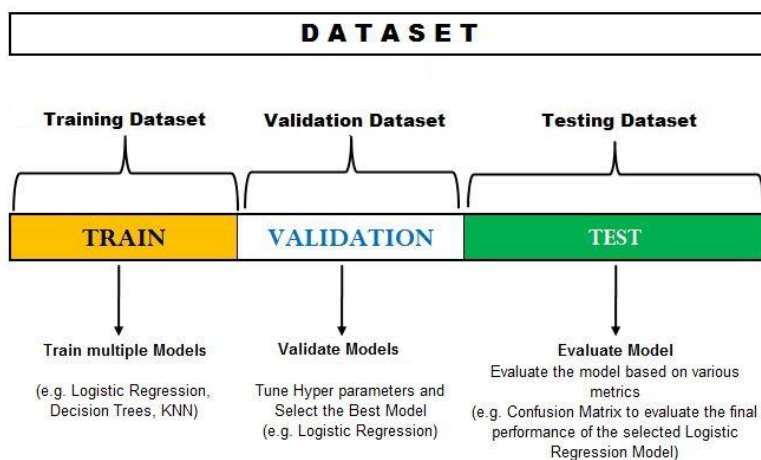 DATASET
Training Dataset
Validation Dataset
Testing Dataset
TRAIN
VALIDATION
TEST
Train multiple Models
(e.g. Logistic Regression,
Decision Trees, KNN)
Validate Models
Tune Hyper parameters and
Select the Best Model
(e.g. Logistic Regression)
Evaluate Model
Evaluate the model based on various
metrics
(e.g. Confusion Matrix to evaluate the final
performance of the selected Logistic
Regression Model)